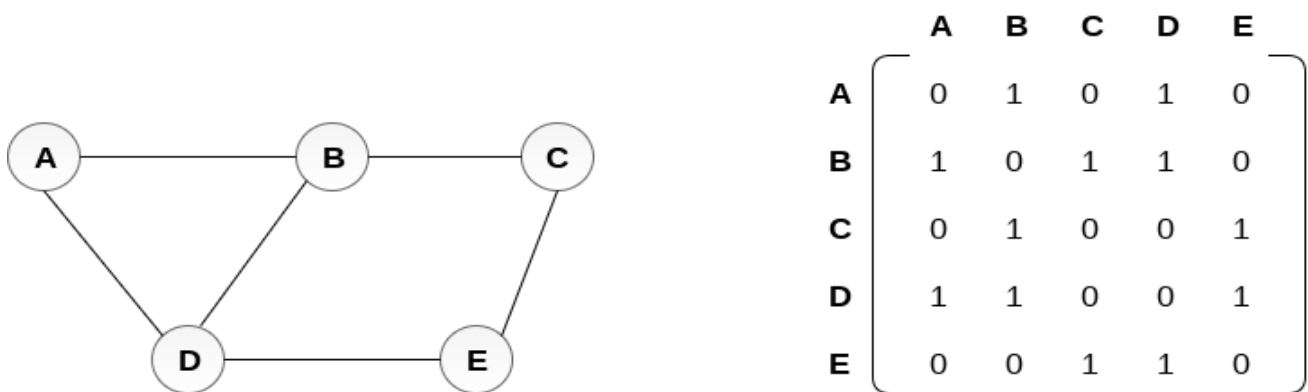 A B C
D E
A B C D E
A 0 1 0 1 0
B 1 0 1 1 0
C 0 1 0 0 1
D 1 1 0 0 1
E 0 0 1 1 0